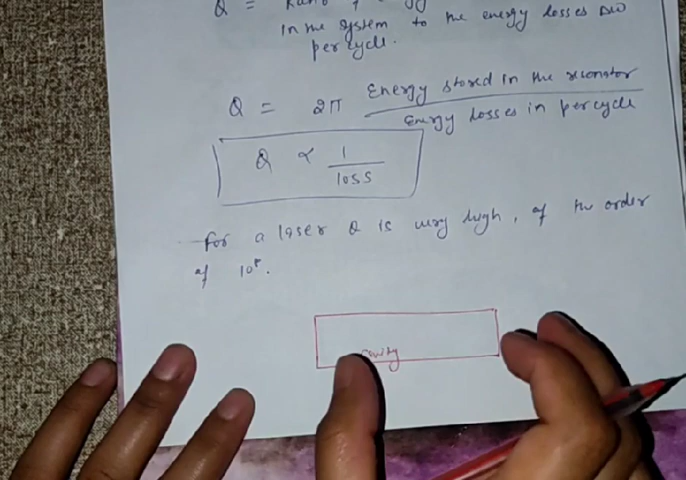 Q = Ratio
in the system to the energy losses
per cycle.
Q = 2π Energy stored in the resonator
Energy losses in per cycle
Q ∝ 1
loss
For a laser Q is very high, of the order
of 10⁸.
cavity